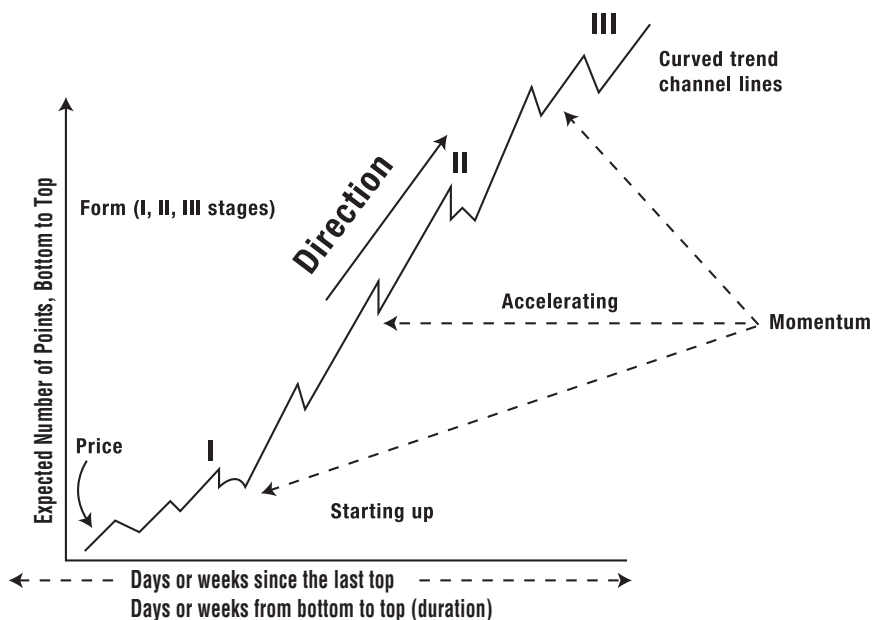 III
Curved trend
channel lines
II
Direction
Form (I, II, III stages)
Expected Number of Points, Bottom to Top
Accelerating
Momentum
I
Price
Starting up
Days or weeks since the last top
Days or weeks from bottom to top (duration)